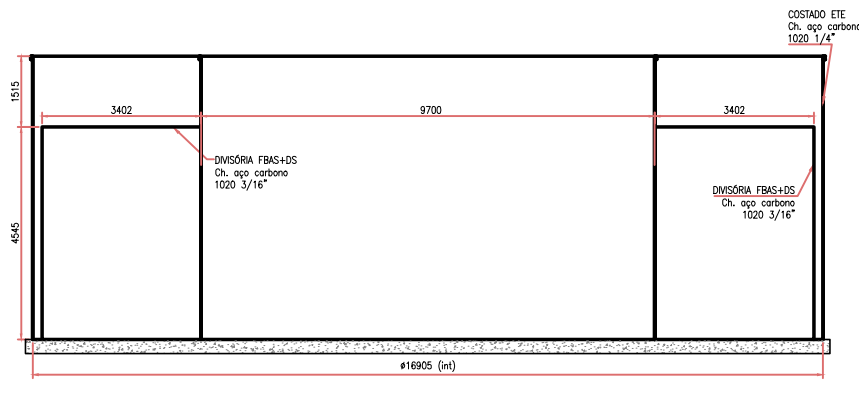 COSTADO ETE
Ch. aço carbono
1020 1/4"
1515
3402
9700
3402
DIVISÓRIA FBAS+DS
Ch. aço carbono
1020 3/16"
DIVISÓRIA FBAS+DS
Ch. aço carbono
1020 3/16"
4545
ø16905 (int)